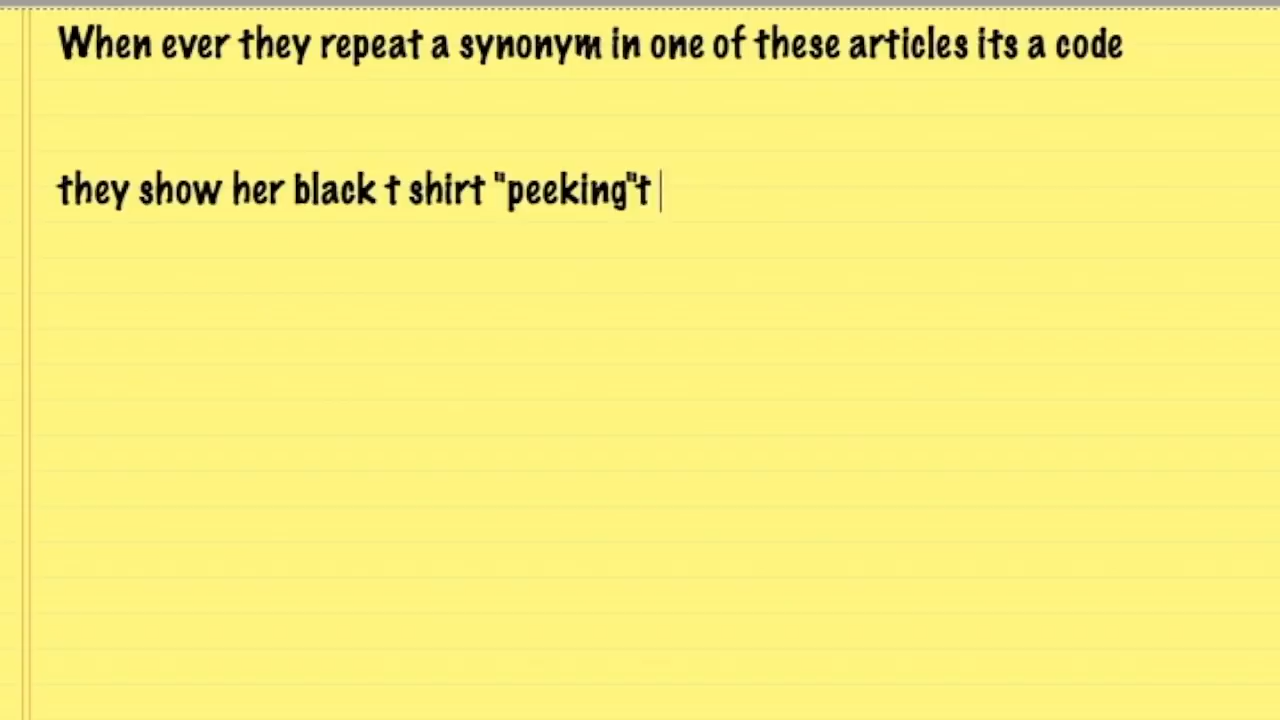 When ever they repeat a synonym in one of these articles its a code
they show her black t shirt "peeking"t